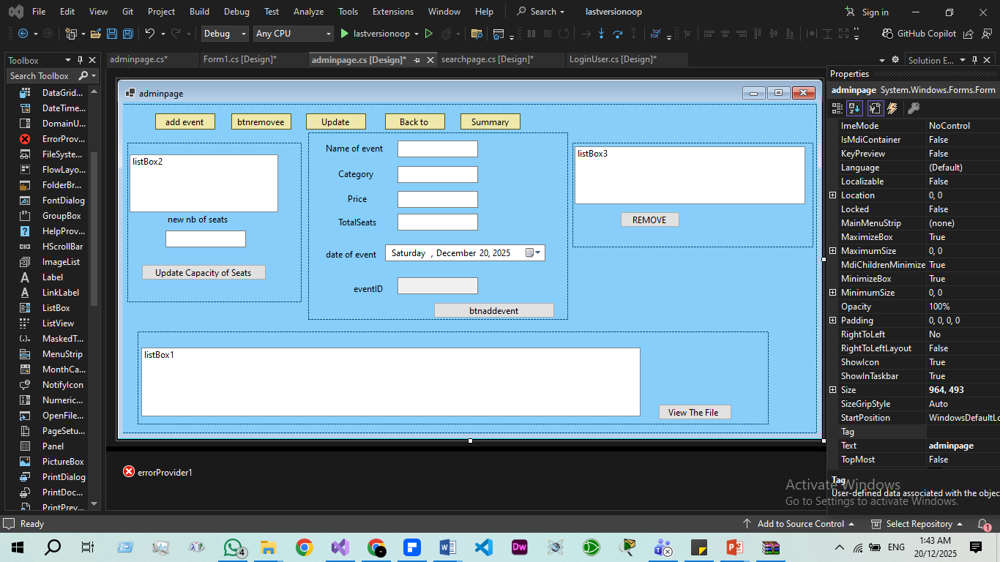 File Edit View Git Project Build Debug Test Analyze Tools Extensions Window Help Search lastversionoop Sign in
Debug Any CPU lastversionoop GitHub Copilot
Toolbox
adminpage.cs* Form1.cs [Design]* adminpage.cs [Design]* searchpage.cs [Design]* LoginUser.cs [Design]*
Solution E...
Search Toolbox
DataGrid...
DateTime...
DomainU...
ErrorProv...
FileSyste...
FlowLayo...
FolderBr...
FontDialog
GroupBox
HelpProv...
HScrollBar
ImageList
Label
LinkLabel
ListBox
ListView
MaskedT...
MenuStrip
MonthCa...
NotifyIcon
Numeric...
OpenFile...
PageSetu...
Panel
PictureBox
PrintDialog
PrintDoc...
PrintPrev...
adminpage
add event btnremovee Update Back to Summary
listBox2
new nb of seats
Update Capacity of Seats
Name of event
Category
Price
TotalSeats
date of event Saturday , December 20, 2025
eventID
btnaddevent
listBox3
REMOVE
listBox1
View The File
errorProvider1
Properties
adminpage System.Windows.Forms.Form
ImeMode NoControl
IsMdiContainer False
KeyPreview False
Language (Default)
Localizable False
Location 0, 0
Locked False
MainMenuStrip (none)
MaximizeBox True
MaximumSize 0, 0
MdiChildrenMinimize True
MinimizeBox True
MinimumSize 0, 0
Opacity 100%
Padding 0, 0, 0, 0
RightToLeft No
RightToLeftLayout False
ShowIcon True
ShowInTaskbar True
Size 964, 493
SizeGripStyle Auto
StartPosition WindowsDefaultLo
Tag
Text adminpage
TopMost False
Tag
User-defined data associated with the objec
Activate Windows
Go to Settings to activate Windows.
Ready Add to Source Control Select Repository 1
4 Dw ENG 1:43 AM
20/12/2025